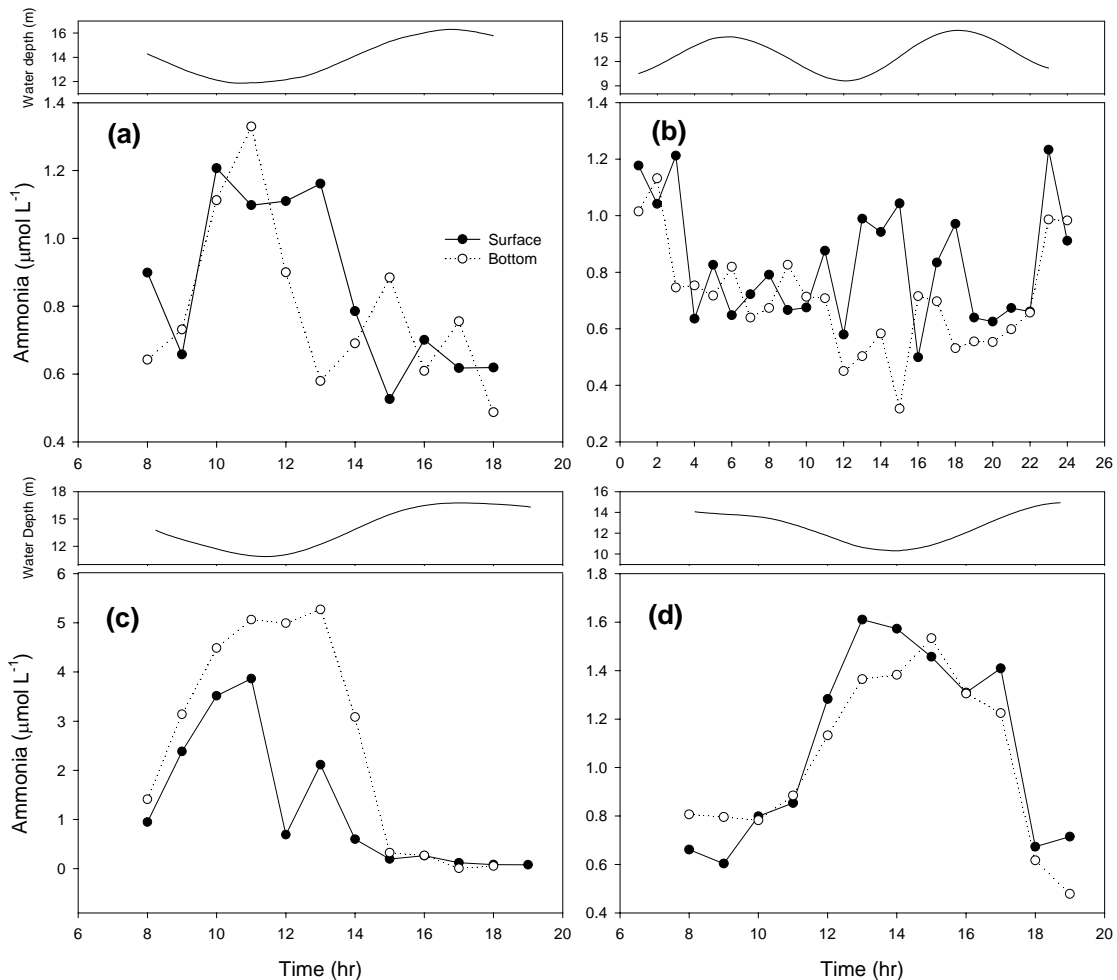 Water depth (m)
16
14
12
15
12
9
Ammonia (μmol L-1)
1.4
1.2
1.0
0.8
0.6
0.4
(a)
Surface
Bottom
6 8 10 12 14 16 18 20
1.2
1.0
0.8
0.6
0.4
0.2
(b)
0 2 4 6 8 10 12 14 16 18 20 22 24 26
Water Depth (m)
18
15
12
16
14
12
10
Ammonia (μmol L-1)
6
5
4
3
2
1
0
(c)
6 8 10 12 14 16 18 20
Time (hr)
1.8
1.6
1.4
1.2
1.0
0.8
0.6
0.4
(d)
6 8 10 12 14 16 18 20
Time (hr)